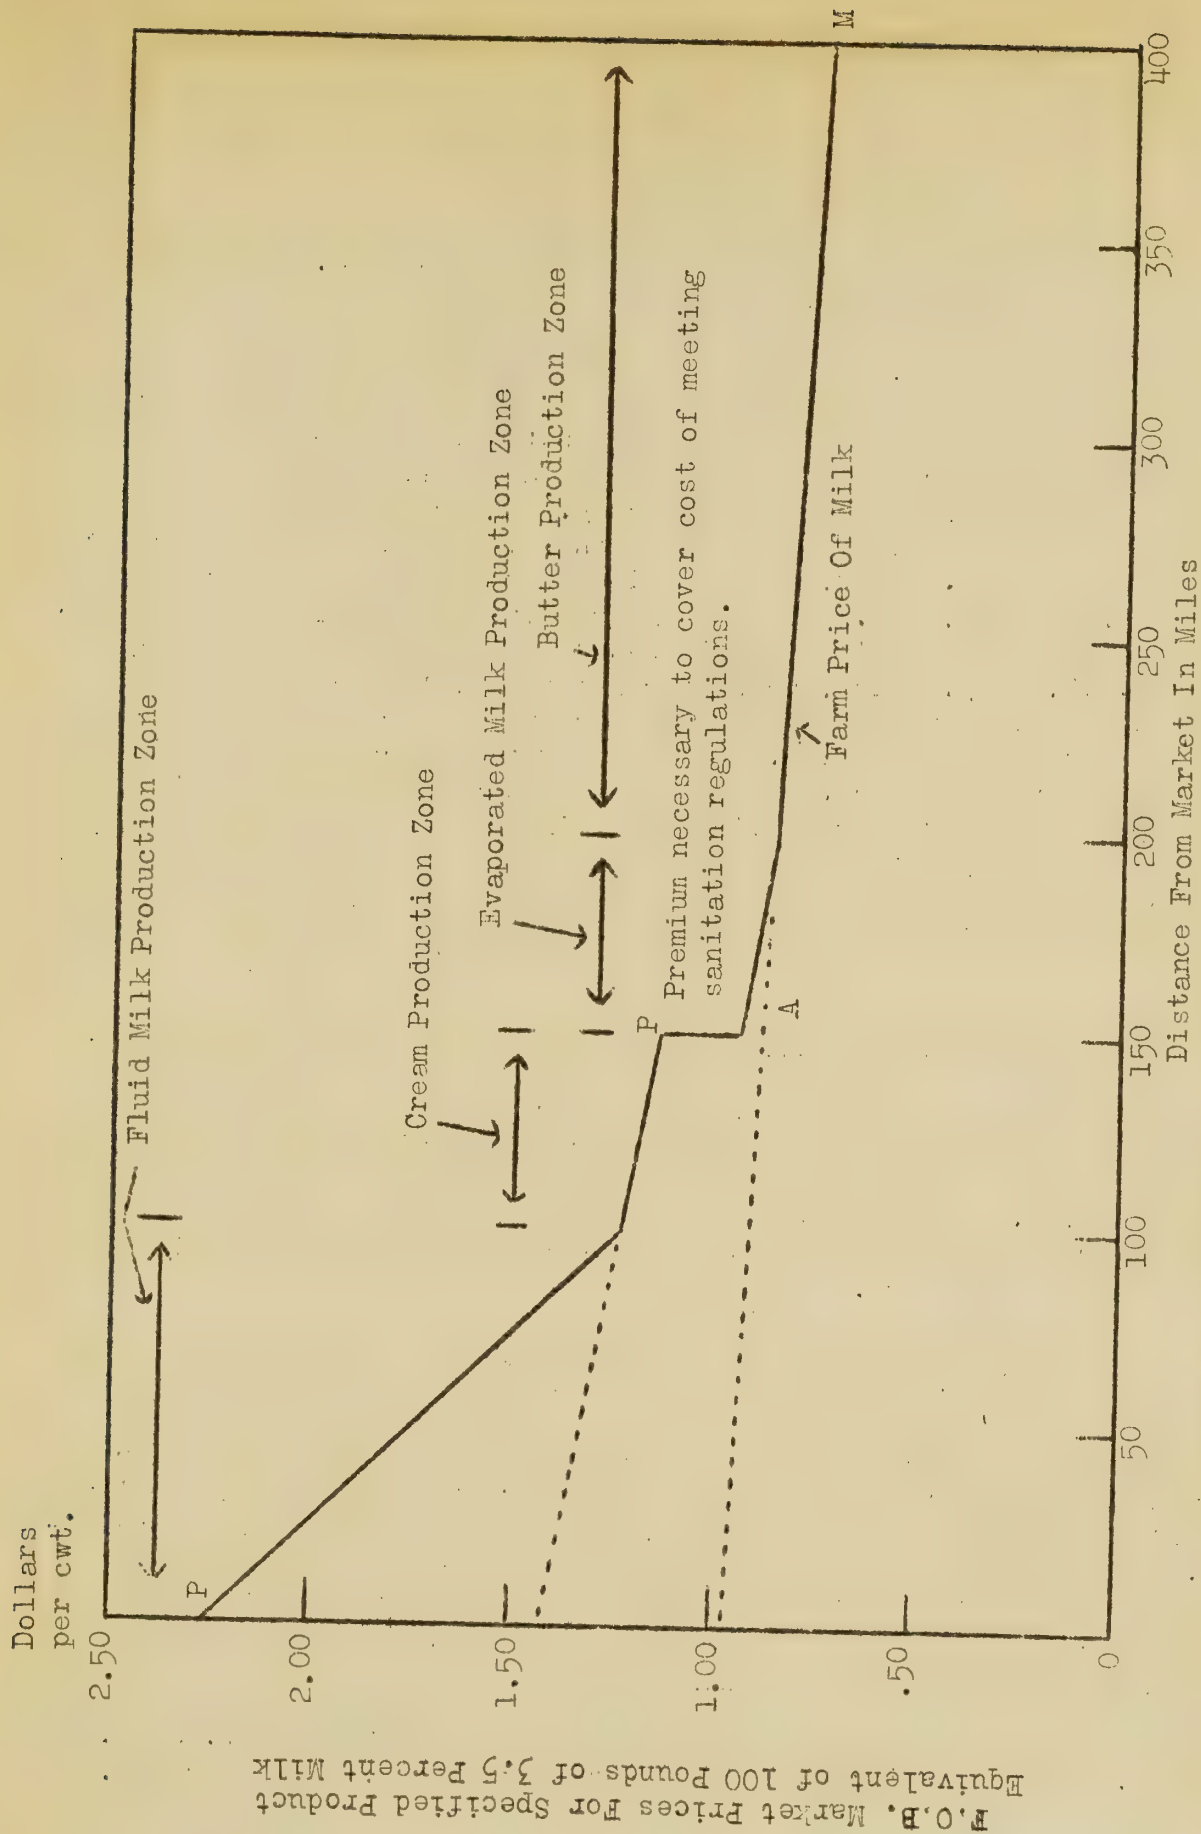 Dollars
per cwt.
2.50
2.00
1.50
1.00
.50
0
F.O.B. Market Prices For Specified Product
Equivalent of 100 Pounds of 3.5 Percent Milk
P
Fluid Milk Production Zone
Cream Production Zone
Evaporated Milk Production Zone
Butter Production Zone
P
Premium necessary to cover cost of meeting
sanitation regulations.
A
Farm Price Of Milk
M
50
100
150
200
250
300
350
400
Distance From Market In Miles